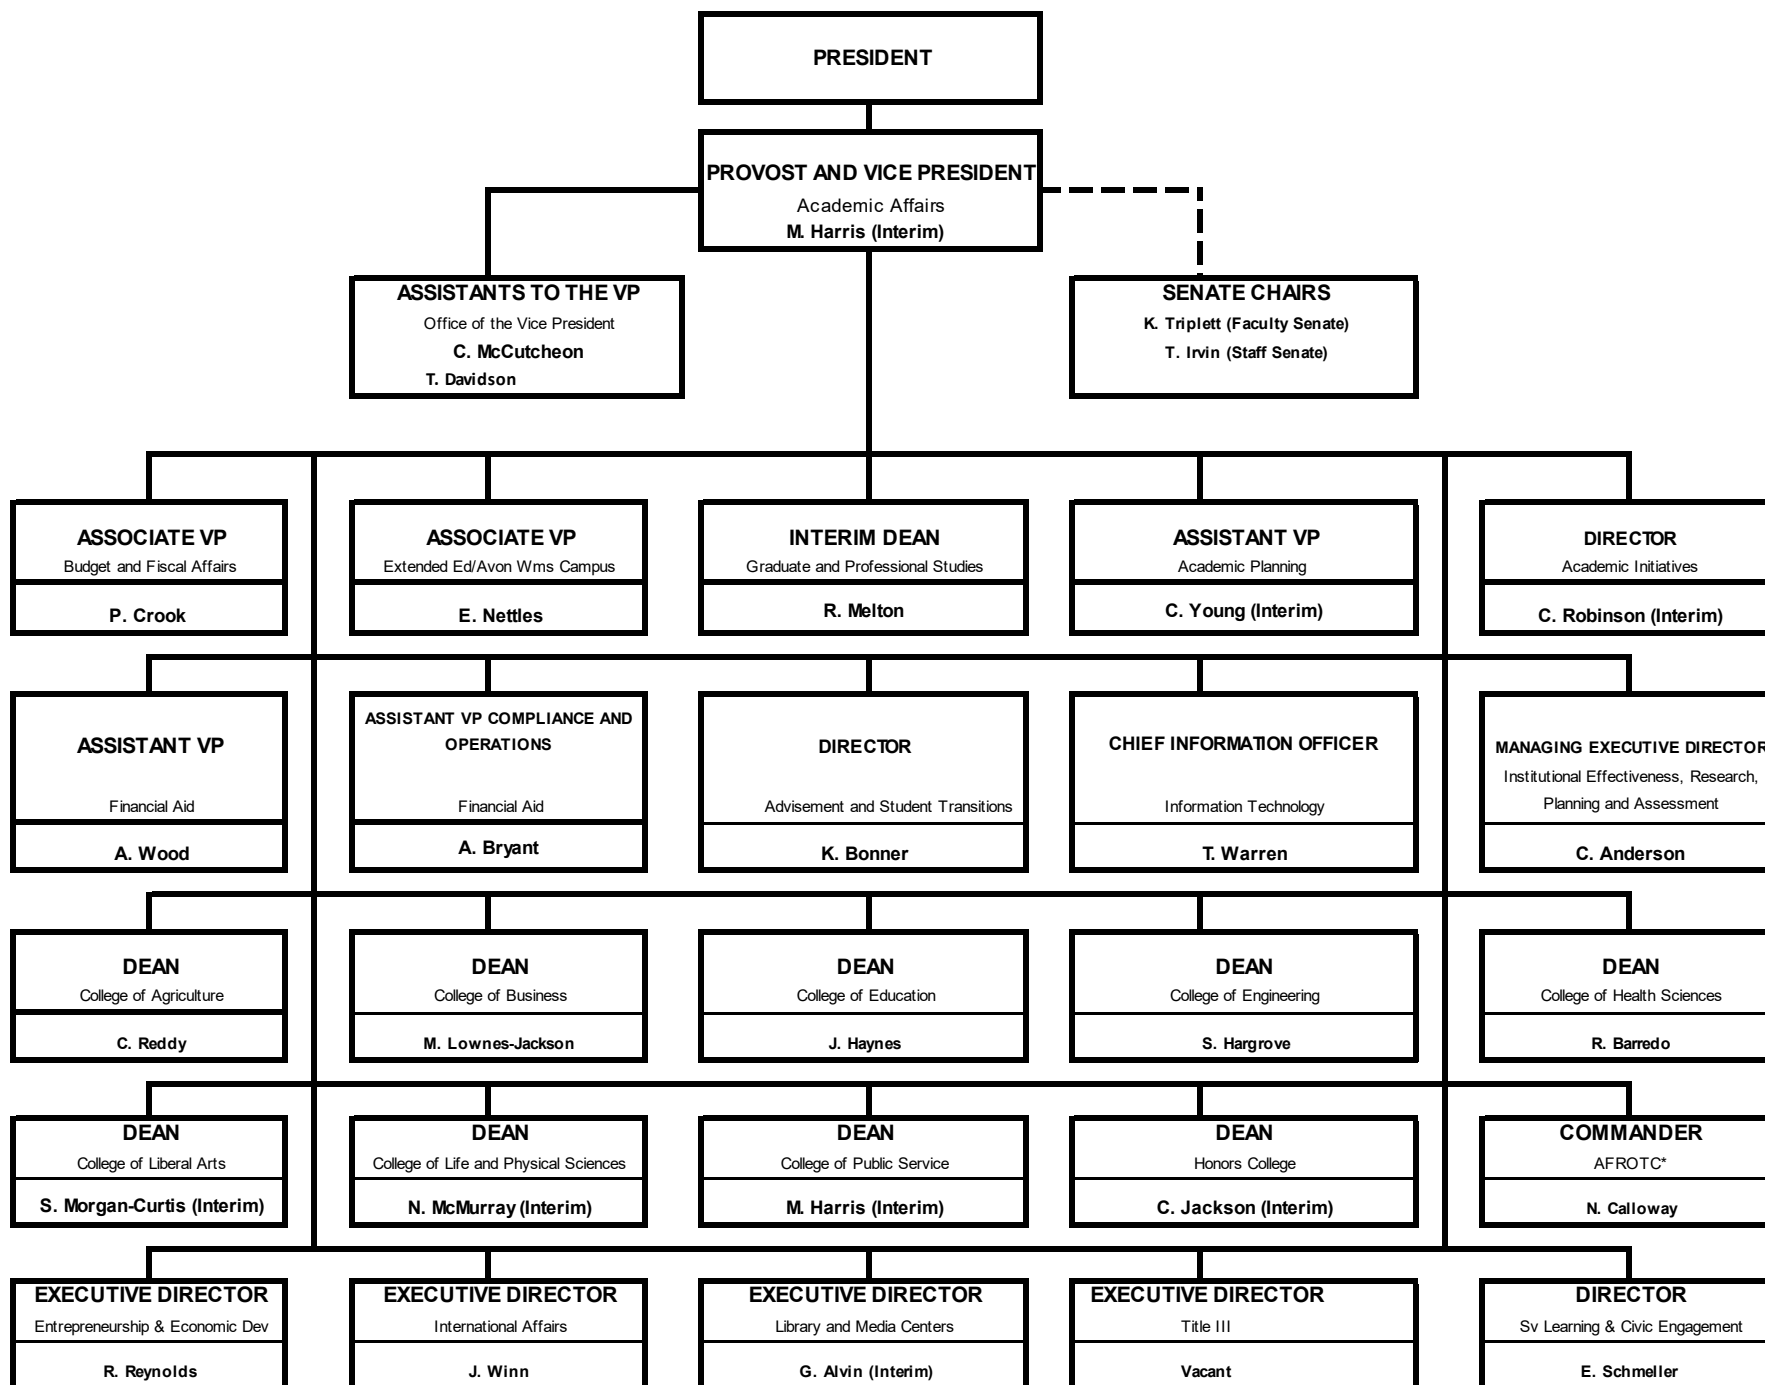 PRESIDENT
PROVOST AND VICE PRESIDENT
Academic Affairs
M. Harris (Interim)
ASSISTANTS TO THE VP
Office of the Vice President
C. McCutcheon
T. Davidson
SENATE CHAIRS
K. Triplett (Faculty Senate)
T. Irvin (Staff Senate)
ASSOCIATE VP
Budget and Fiscal Affairs
P. Crook
ASSOCIATE VP
Extended Ed/Avon Wms Campus
E. Nettles
INTERIM DEAN
Graduate and Professional Studies
R. Melton
ASSISTANT VP
Academic Planning
C. Young (Interim)
DIRECTOR
Academic Initiatives
C. Robinson (Interim)
ASSISTANT VP
Financial Aid
A. Wood
ASSISTANT VP COMPLIANCE AND
OPERATIONS
Financial Aid
A. Bryant
DIRECTOR
Advisement and Student Transitions
K. Bonner
CHIEF INFORMATION OFFICER
Information Technology
T. Warren
MANAGING EXECUTIVE DIRECTOR
Institutional Effectiveness, Research,
Planning and Assessment
C. Anderson
DEAN
College of Agriculture
C. Reddy
DEAN
College of Business
M. Lownes-Jackson
DEAN
College of Education
J. Haynes
DEAN
College of Engineering
S. Hargrove
DEAN
College of Health Sciences
R. Barredo
DEAN
College of Liberal Arts
S. Morgan-Curtis (Interim)
DEAN
College of Life and Physical Sciences
N. McMurray (Interim)
DEAN
College of Public Service
M. Harris (Interim)
DEAN
Honors College
C. Jackson (Interim)
COMMANDER
AFROTC*
N. Calloway
EXECUTIVE DIRECTOR
Entrepreneurship & Economic Dev
R. Reynolds
EXECUTIVE DIRECTOR
International Affairs
J. Winn
EXECUTIVE DIRECTOR
Library and Media Centers
G. Alvin (Interim)
EXECUTIVE DIRECTOR
Title III
Vacant
DIRECTOR
Sv Learning & Civic Engagement
E. Schmeller